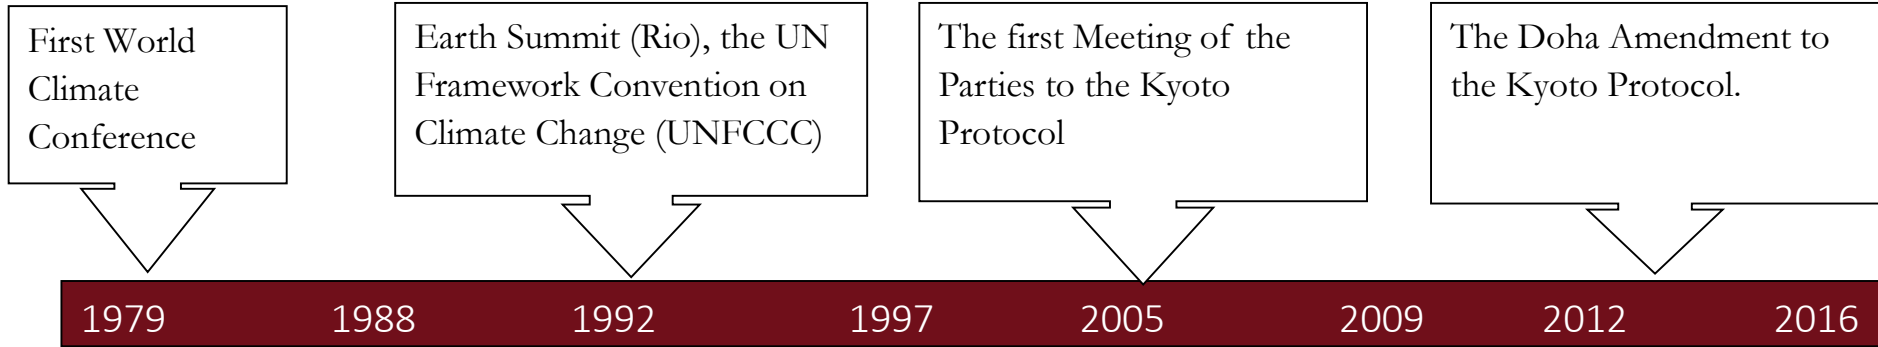 First World
Climate
Conference
Earth Summit (Rio), the UN
Framework Convention on
Climate Change (UNFCCC)
The first Meeting of the
Parties to the Kyoto
Protocol
The Doha Amendment to
the Kyoto Protocol.
1979 1988 1992 1997 2005 2009 2012 2016